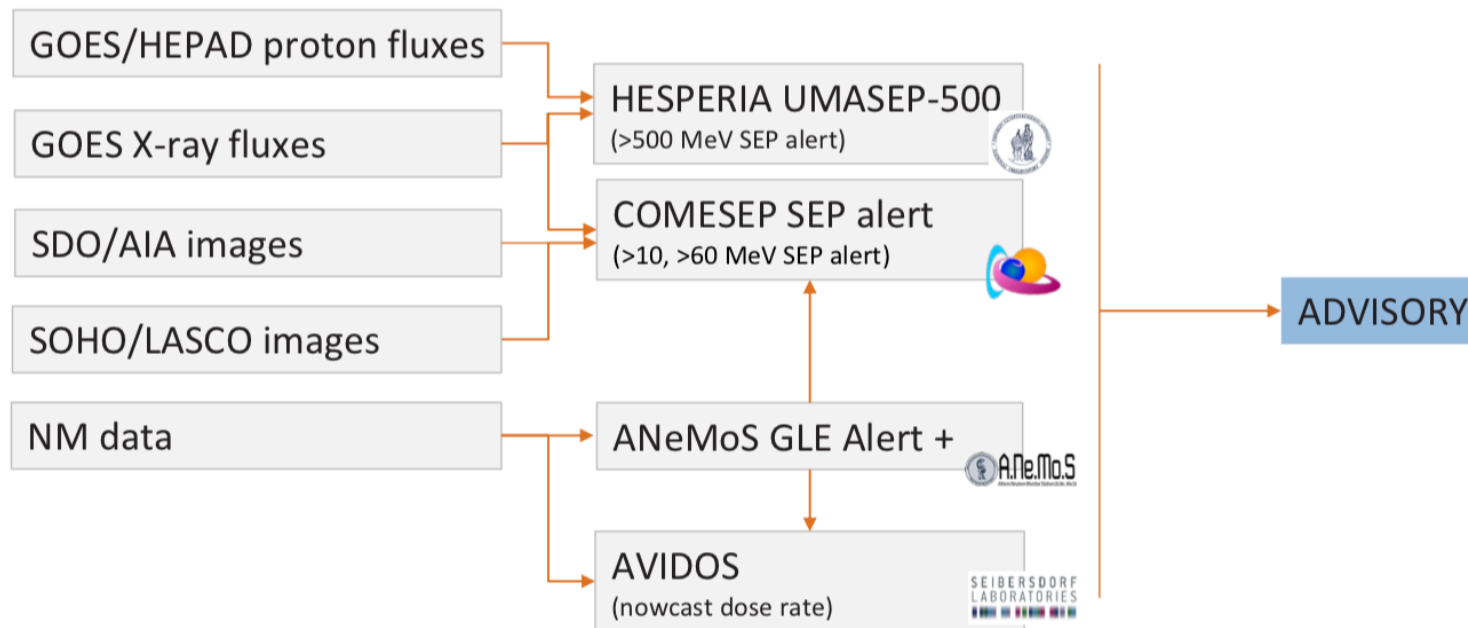 GOES/HEPAD proton fluxes
GOES X-ray fluxes
SDO/AIA images
SOHO/LASCO images
NM data
HESPERIA UMASEP-500
(>500 MeV SEP alert)
COMESEP SEP alert
(>10, >60 MeV SEP alert)
ANeMoS GLE Alert +
A.Ne.Mo.S
AVIDOS
(nowcast dose rate)
SEIBERSDORF
LABORATORIES
ADVISORY